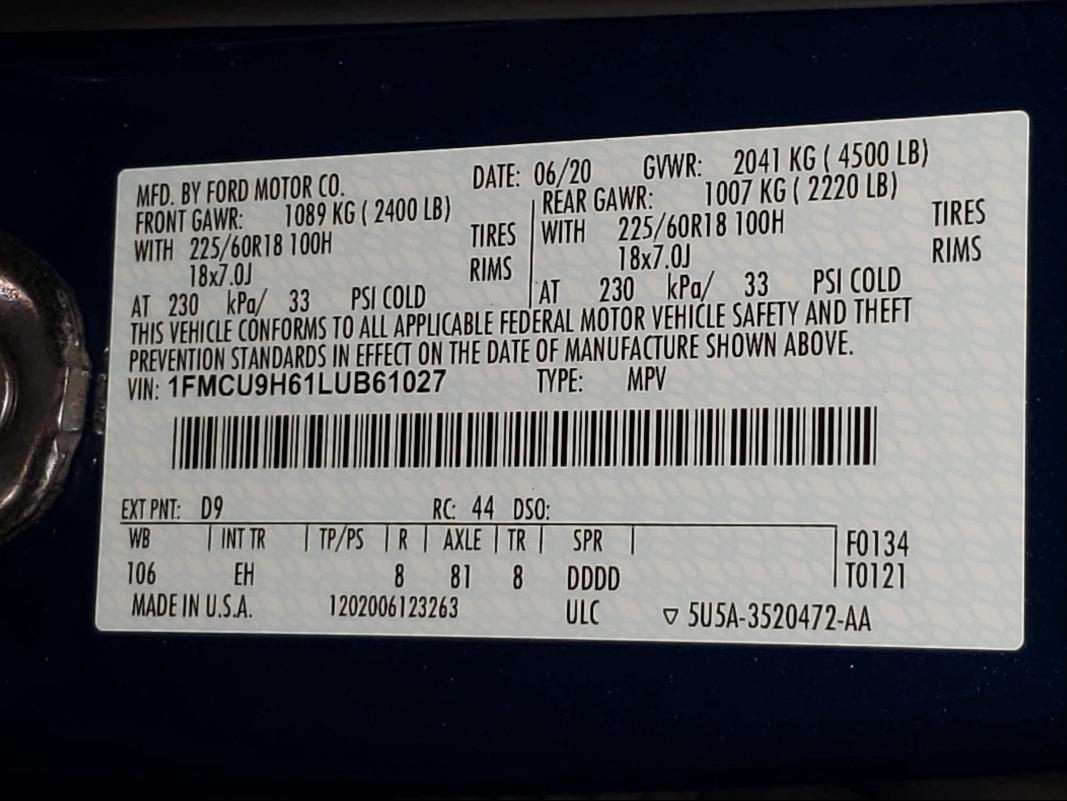 MFD. BY FORD MOTOR CO. DATE: 06/20 GVWR: 2041 KG ( 4500 LB)
FRONT GAWR: 1089 KG ( 2400 LB) REAR GAWR: 1007 KG ( 2220 LB)
WITH 225/60R18 100H TIRES WITH 225/60R18 100H TIRES
18x7.0J RIMS 18x7.0J RIMS
AT 230 kPa/ 33 PSI COLD AT 230 kPa/ 33 PSI COLD
THIS VEHICLE CONFORMS TO ALL APPLICABLE FEDERAL MOTOR VEHICLE SAFETY AND THEFT
PREVENTION STANDARDS IN EFFECT ON THE DATE OF MANUFACTURE SHOWN ABOVE.
VIN: 1FMCU9H61LUB61027 TYPE: MPV
EXT PNT: D9 RC: 44 DSO:
WB INT TR TP/PS R AXLE TR SPR F0134
106 EH 8 81 8 DDDD T0121
MADE IN U.S.A. 1202006123263 ULC ▽ 5U5A-3520472-AA